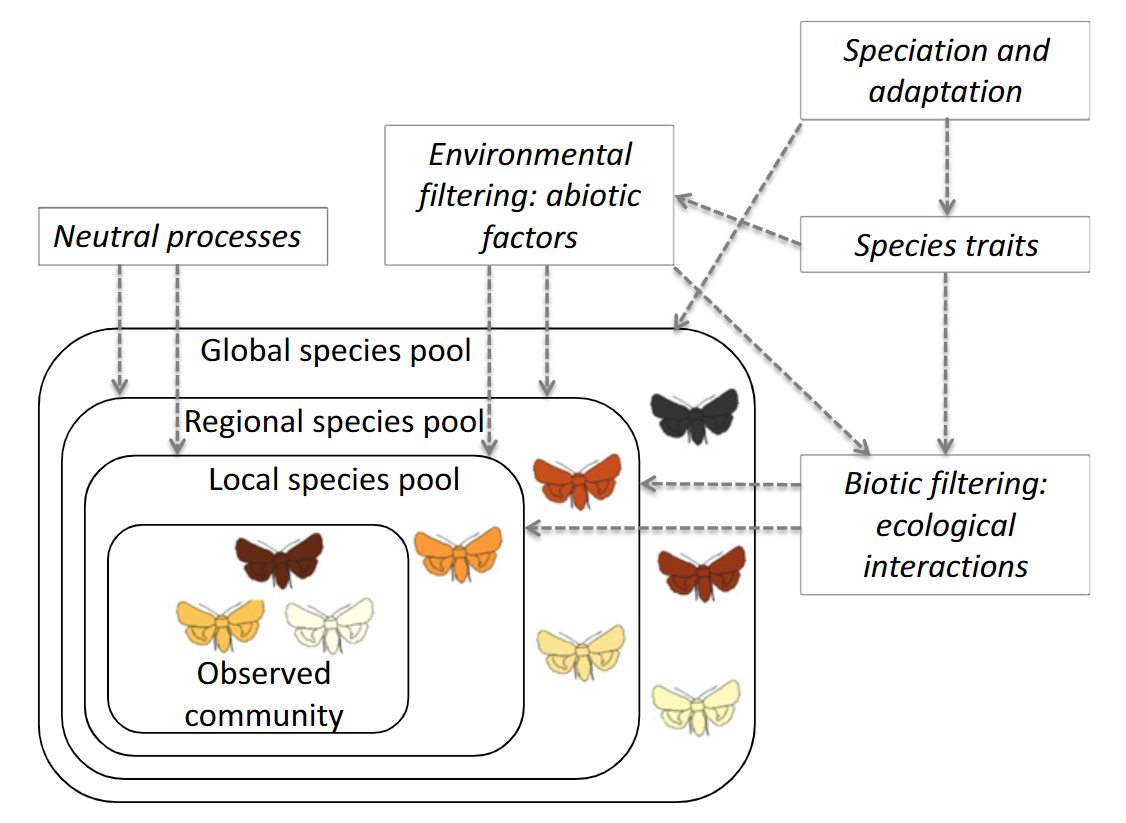 Speciation and
adaptation
Environmental
filtering: abiotic
factors
Neutral processes
Species traits
Global species pool
Regional species pool
Local species pool
Biotic filtering:
ecological
interactions
Observed
community